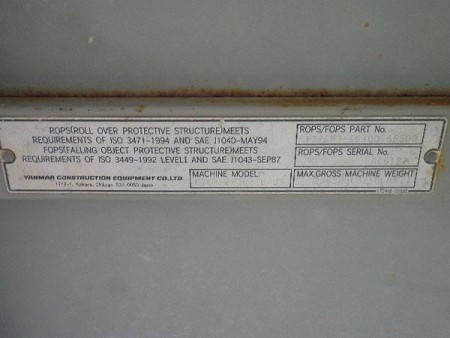 ROPS(ROLL OVER PROTECTIVE STRUCTURE)MEETS
REQUIREMENTS OF ISO 3471-1994 AND SAE J1040-MAY94
FOPS(FALLING OBJECT PROTECTIVE STRUCTURE)MEETS
REQUIREMENTS OF ISO 3449-1992 LEVEL1 AND SAE J1043-SEP87
YANMAR CONSTRUCTION EQUIPMENT CO.,LTD.
Japan
MACHINE MODEL
ROPS/FOPS PART No.
ROPS/FOPS SERIAL No.
MAX.GROSS MACHINE WEIGHT